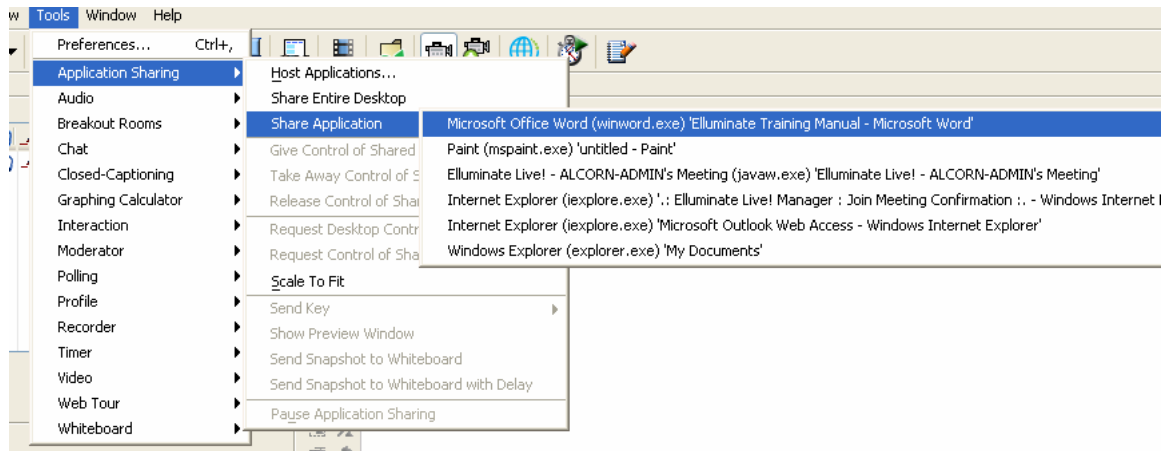 w Tools Window Help
Preferences... Ctrl+,
Application Sharing
Audio
Breakout Rooms
Chat
Closed-Captioning
Graphing Calculator
Interaction
Moderator
Polling
Profile
Recorder
Timer
Video
Web Tour
Whiteboard
Host Applications...
Share Entire Desktop
Share Application
Give Control of Shared
Take Away Control of S
Release Control of Shar
Request Desktop Contr
Request Control of Sha
Scale To Fit
Send Key
Show Preview Window
Send Snapshot to Whiteboard
Send Snapshot to Whiteboard with Delay
Pause Application Sharing
Microsoft Office Word (winword.exe) 'Elluminate Training Manual - Microsoft Word'
Paint (mspaint.exe) 'untitled - Paint'
Elluminate Live! - ALCORN-ADMIN's Meeting (javaw.exe) 'Elluminate Live! - ALCORN-ADMIN's Meeting'
Internet Explorer (iexplore.exe) '.: Elluminate Live! Manager : Join Meeting Confirmation :. - Windows Internet
Internet Explorer (iexplore.exe) 'Microsoft Outlook Web Access - Windows Internet Explorer'
Windows Explorer (explorer.exe) 'My Documents'